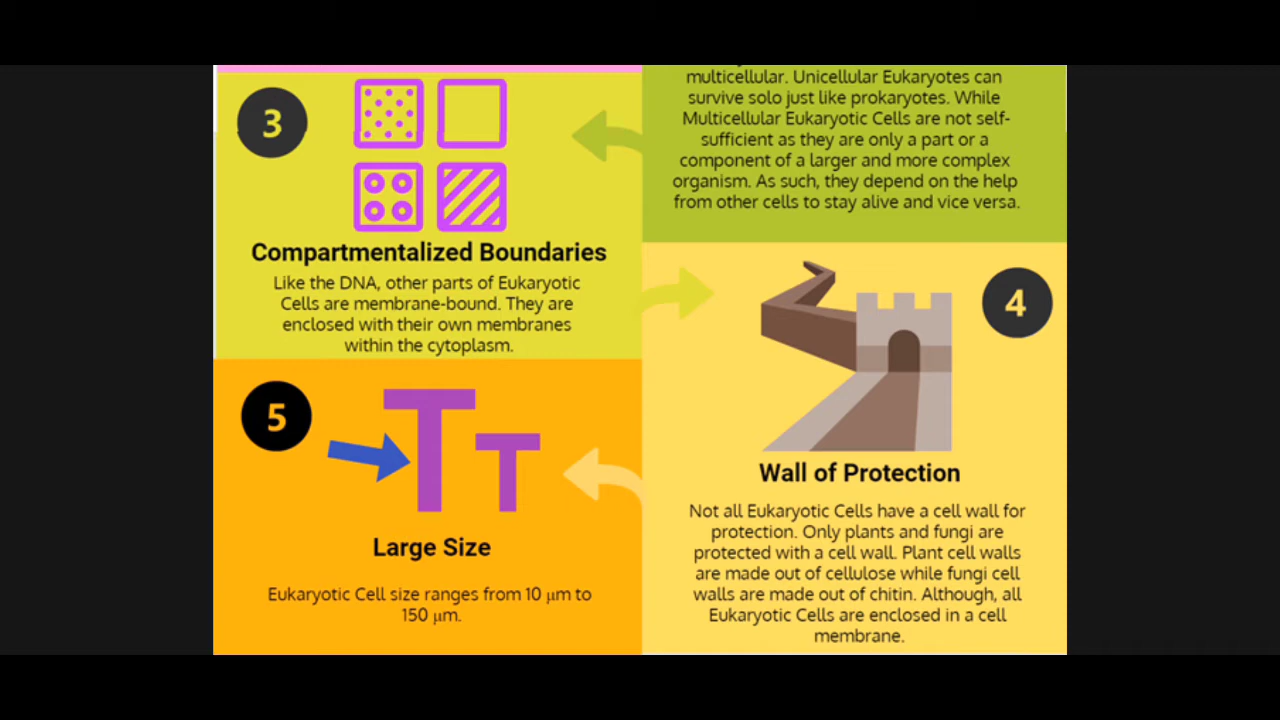 multicellular. Unicellular Eukaryotes can
survive solo just like prokaryotes. While
Multicellular Eukaryotic Cells are not self-
sufficient as they are only a part or a
component of a larger and more complex
organism. As such, they depend on the help
from other cells to stay alive and vice versa.
3
Compartmentalized Boundaries
Like the DNA, other parts of Eukaryotic
Cells are membrane-bound. They are
enclosed with their own membranes
within the cytoplasm.
4
Wall of Protection
Not all Eukaryotic Cells have a cell wall for
protection. Only plants and fungi are
protected with a cell wall. Plant cell walls
are made out of cellulose while fungi cell
walls are made out of chitin. Although, all
Eukaryotic Cells are enclosed in a cell
membrane.
5
T T
Large Size
Eukaryotic Cell size ranges from 10 μm to
150 μm.